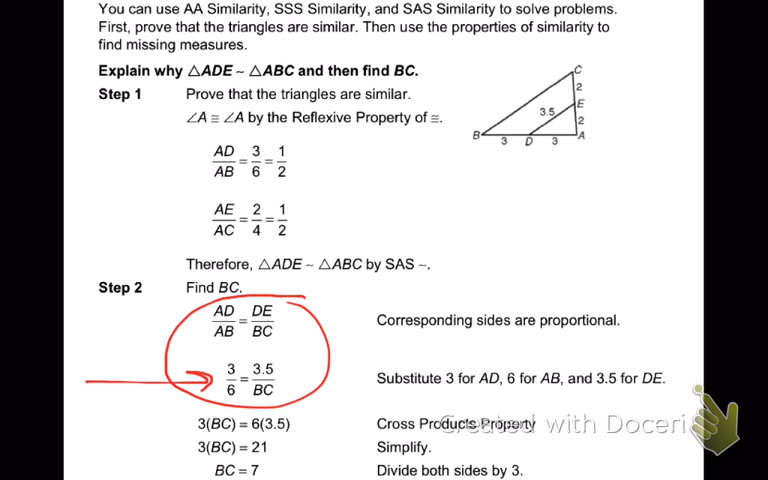 You can use AA Similarity, SSS Similarity, and SAS Similarity to solve problems.
First, prove that the triangles are similar. Then use the properties of similarity to
find missing measures.
Explain why △ADE ~ △ABC and then find BC.
Step 1 Prove that the triangles are similar.
∠A ≅ ∠A by the Reflexive Property of ≅.
AD/AB = 3/6 = 1/2
AE/AC = 2/4 = 1/2
Therefore, △ADE ~ △ABC by SAS ~.
C
2
E
3.5
2
B 3 D 3 A
Step 2 Find BC.
AD/AB = DE/BC Corresponding sides are proportional.
3/6 = 3.5/BC Substitute 3 for AD, 6 for AB, and 3.5 for DE.
3(BC) = 6(3.5) Cross Products Property
3(BC) = 21 Simplify.
BC = 7 Divide both sides by 3.
Created with Doceri